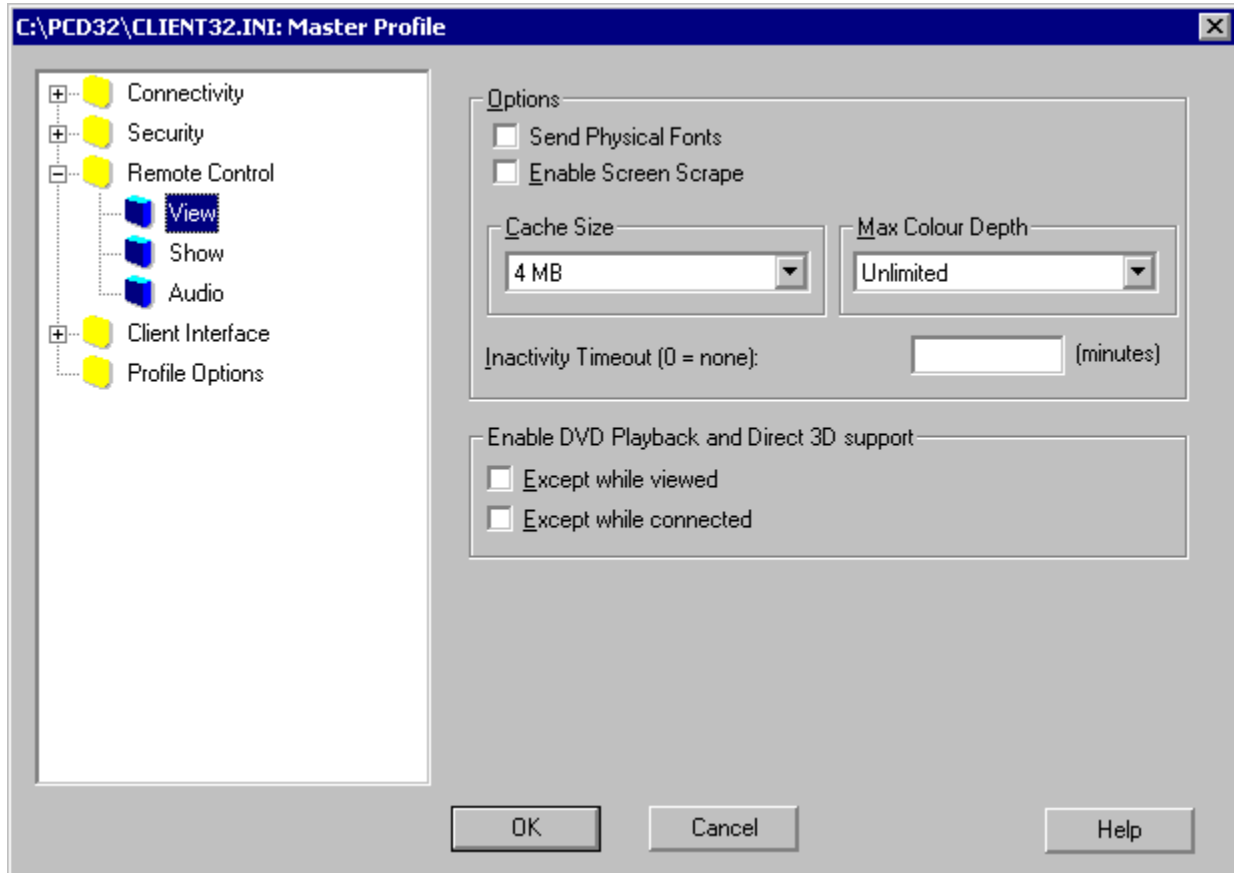 C:\PCD32\CLIENT32.INI: Master Profile
Connectivity
Security
Remote Control
View
Show
Audio
Client Interface
Profile Options
Options
Send Physical Fonts
Enable Screen Scrape
Cache Size
4 MB
Max Colour Depth
Unlimited
Inactivity Timeout (0 = none): (minutes)
Enable DVD Playback and Direct 3D support
Except while viewed
Except while connected
OK Cancel Help